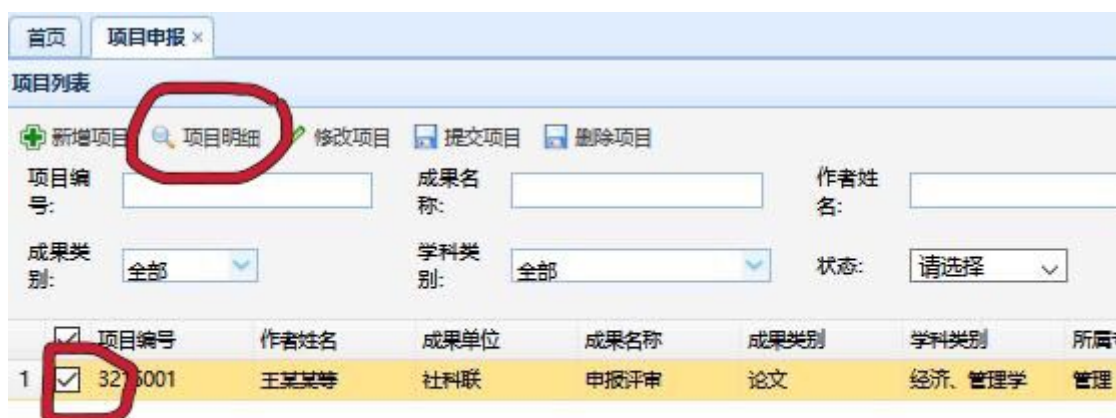 首页 项目申报 ×
项目列表
新增项目 项目明细 修改项目 提交项目 删除项目
项目编号: 成果名称: 作者姓名:
成果类别: 全部 学科类别: 全部 状态: 请选择
项目编号 作者姓名 成果单位 成果名称 成果类别 学科类别
1 3215001 王某某等 社科联 申报评审 论文 经济、管理学 管理